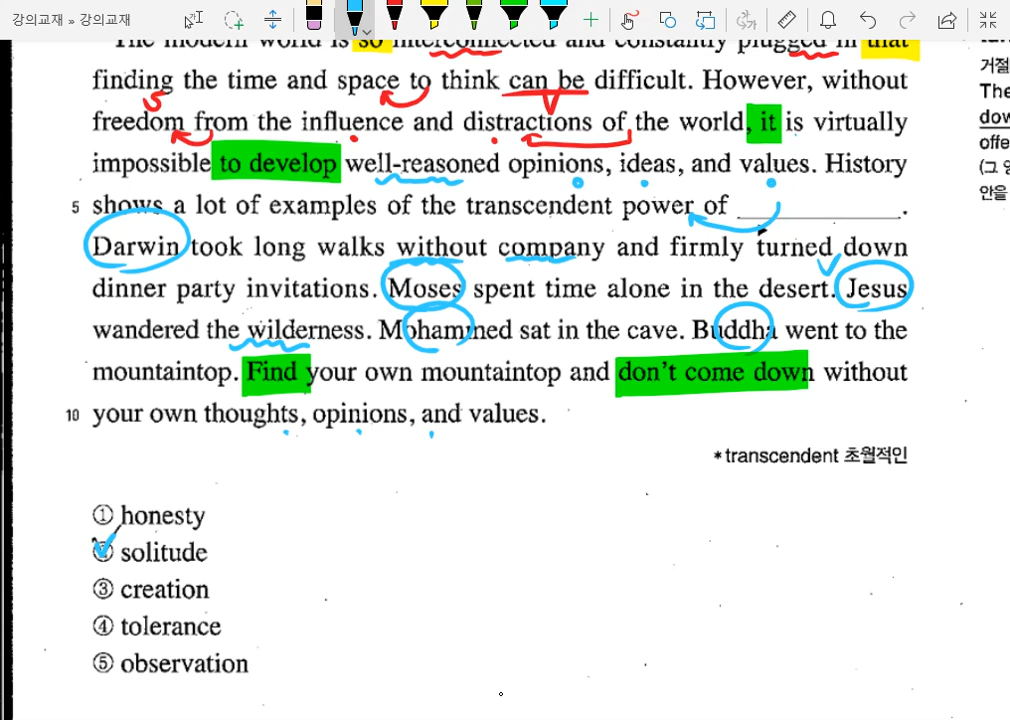 강의교재 » 강의교재
The modern world is so interconnected and constantly plugged in that
finding the time and space to think can be difficult. However, without
거절
The
freedom from the influence and distractions of the world, it is virtually
dow
offe
impossible to develop well-reasoned opinions, ideas, and values. History
(그 
안을
5 shows a lot of examples of the transcendent power of ____________.
Darwin took long walks without company and firmly turned down
dinner party invitations. Moses spent time alone in the desert. Jesus
wandered the wilderness. Mohammed sat in the cave. Buddha went to the
mountaintop. Find your own mountaintop and don't come down without
10 your own thoughts, opinions, and values.
*transcendent 초월적인
① honesty
② solitude
③ creation
④ tolerance
⑤ observation